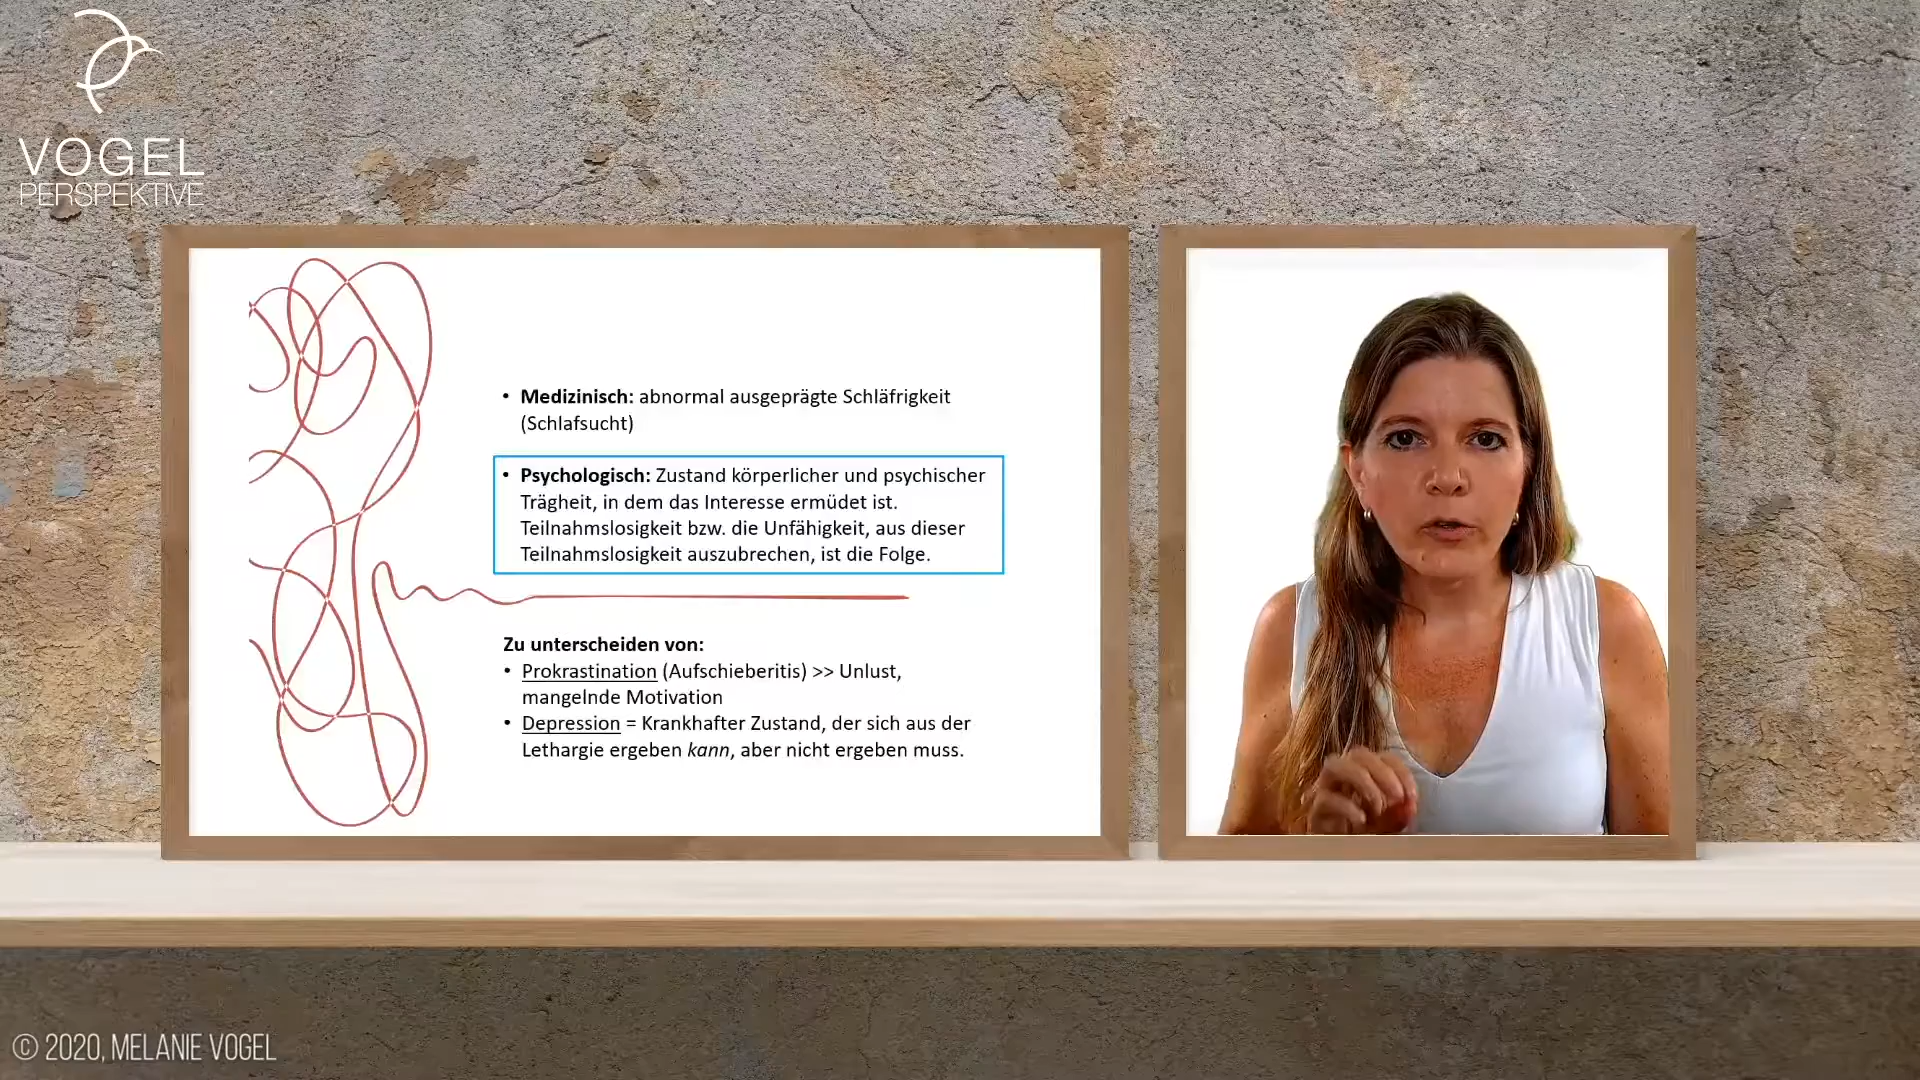 VOGEL
PERSPEKTIVE
• Medizinisch: abnormal ausgeprägte Schläfrigkeit
(Schlafsucht)
• Psychologisch: Zustand körperlicher und psychischer
Trägheit, in dem das Interesse ermüdet ist.
Teilnahmslosigkeit bzw. die Unfähigkeit, aus dieser
Teilnahmslosigkeit auszubrechen, ist die Folge.
Zu unterscheiden von:
• Prokrastination (Aufschieberitis) >> Unlust,
mangelnde Motivation
• Depression = Krankhafter Zustand, der sich aus der
Lethargie ergeben kann, aber nicht ergeben muss.
© 2020, MELANIE VOGEL